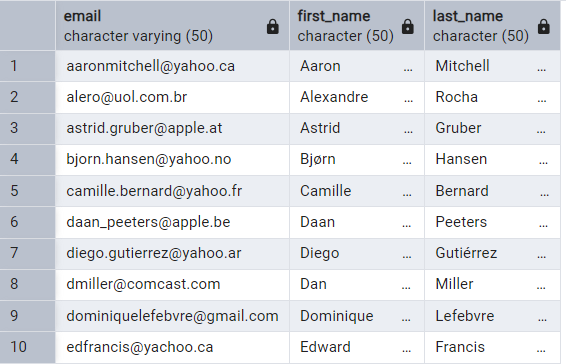 email first_name last_name
character varying (50) character (50) character (50)
1 aaronmitchell@yahoo.ca Aaron ... Mitchell ...
2 alero@uol.com.br Alexandre ... Rocha ...
3 astrid.gruber@apple.at Astrid ... Gruber ...
4 bjorn.hansen@yahoo.no Bjørn ... Hansen ...
5 camille.bernard@yahoo.fr Camille ... Bernard ...
6 daan_peeters@apple.be Daan ... Peeters ...
7 diego.gutierrez@yahoo.ar Diego ... Gutiérrez ...
8 dmiller@comcast.com Dan ... Miller ...
9 dominiquelefebvre@gmail.com Dominique ... Lefebvre ...
10 edfrancis@yachoo.ca Edward ... Francis ...